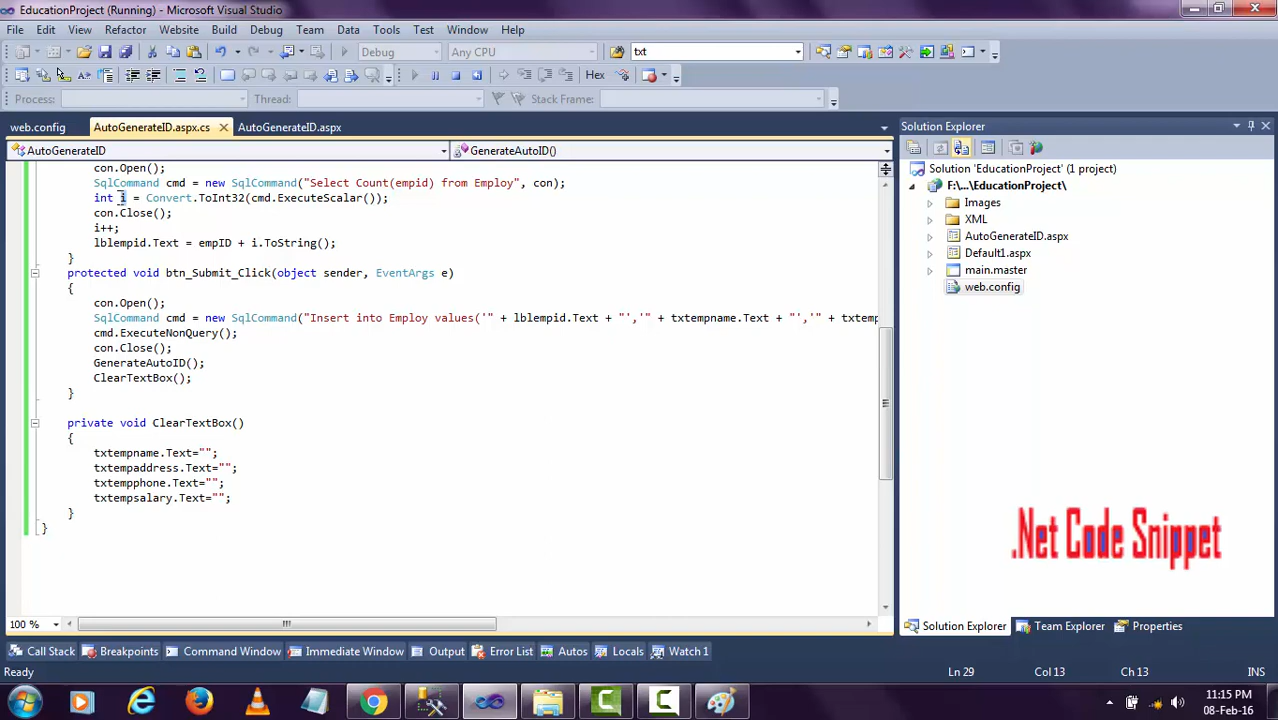 EducationProject (Running) - Microsoft Visual Studio
File Edit View Refactor Website Build Debug Team Data Tools Test Window Help
Debug Any CPU txt
Hex
Process: Thread: Stack Frame:
web.config AutoGenerateID.aspx.cs AutoGenerateID.aspx
AutoGenerateID GenerateAutoID()
con.Open();
SqlCommand cmd = new SqlCommand("Select Count(empid) from Employ", con);
int i = Convert.ToInt32(cmd.ExecuteScalar());
con.Close();
i++;
lblempid.Text = empID + i.ToString();
}
protected void btn_Submit_Click(object sender, EventArgs e)
{
con.Open();
SqlCommand cmd = new SqlCommand("Insert into Employ values('" + lblempid.Text + "','" + txtempname.Text + "','" + txtemp
cmd.ExecuteNonQuery();
con.Close();
GenerateAutoID();
ClearTextBox();
}
private void ClearTextBox()
{
txtempname.Text="";
txtempaddress.Text="";
txtempphone.Text="";
txtempsalary.Text="";
}
}
100 %
Solution Explorer
Solution 'EducationProject' (1 project)
F:\...\EducationProject\
Images
XML
AutoGenerateID.aspx
Default1.aspx
main.master
web.config
.Net Code Snippet
Solution Explorer Team Explorer Properties
Call Stack Breakpoints Command Window Immediate Window Output Error List Autos Locals Watch 1
Ready Ln 29 Col 13 Ch 13 INS
11:15 PM
08-Feb-16